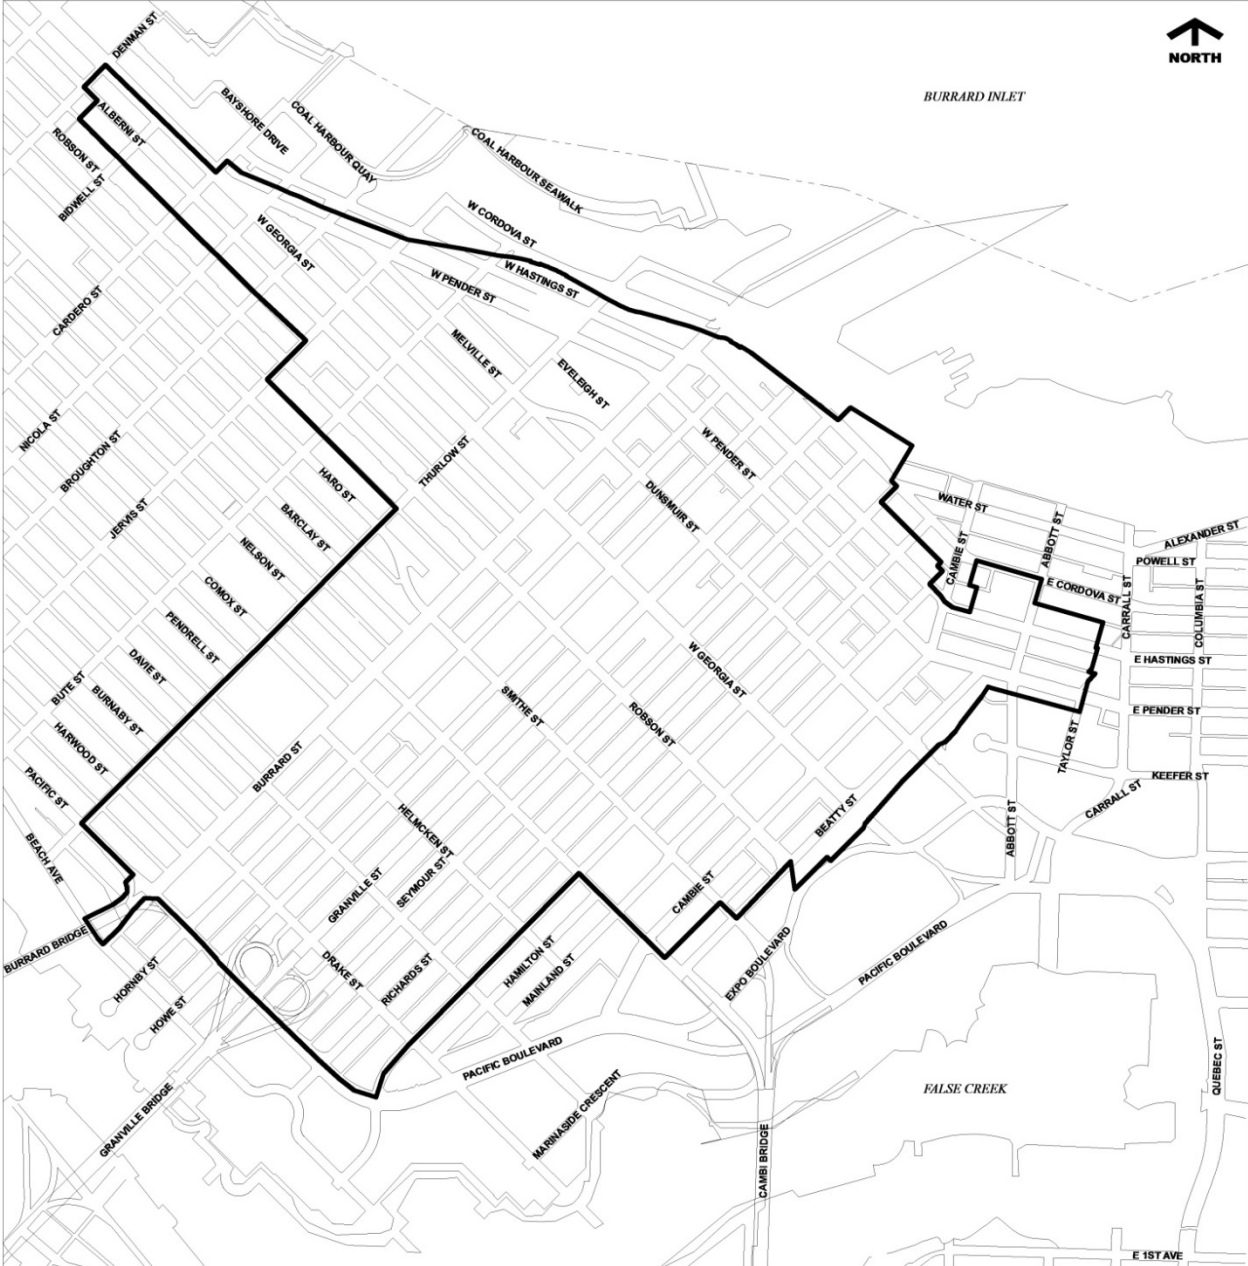 DENMAN ST
NORTH
BURRARD INLET
BAYSHORE DRIVE
ALBERNI ST
COAL HARBOUR QUAY
ROBSON ST
COAL HARBOUR SEAWALK
BIDWELL ST
W CORDOVA ST
W GEORGIA ST
W HASTINGS ST
W PENDER ST
CARDERO ST
MELVILLE ST
EVELEIGH ST
NICOLA ST
BROUGHTON ST
THURLOW ST
W PENDER ST
HARO ST
DUNSMUIR ST
WATER ST
JERVIS ST
BARCLAY ST
ABBOTT ST
ALEXANDER ST
NELSON ST
CAMBIE ST
POWELL ST
COMOX ST
E CORDOVA ST
CARRALL ST
COLUMBIA ST
PENDRELL ST
DAVIE ST
W GEORGIA ST
E HASTINGS ST
BUTE ST
BURNABY ST
SMITHE ST
ROBSON ST
E PENDER ST
HARWOOD ST
TAYLOR ST
BURRARD ST
PACIFIC ST
KEEFER ST
CARRALL ST
HELMCKEN ST
BEATTY ST
ABBOTT ST
BEACH AVE
GRANVILLE ST
SEYMOUR ST
CAMBIE ST
BURRARD BRIDGE
HORNBY ST
HOWE ST
DRAKE ST
RICHARDS ST
HAMILTON ST
MAINLAND ST
EXPO BOULEVARD
PACIFIC BOULEVARD
PACIFIC BOULEVARD
QUEBEC ST
FALSE CREEK
GRANVILLE BRIDGE
MARINASIDE CRESCENT
CAMBI BRIDGE
E 1ST AVE